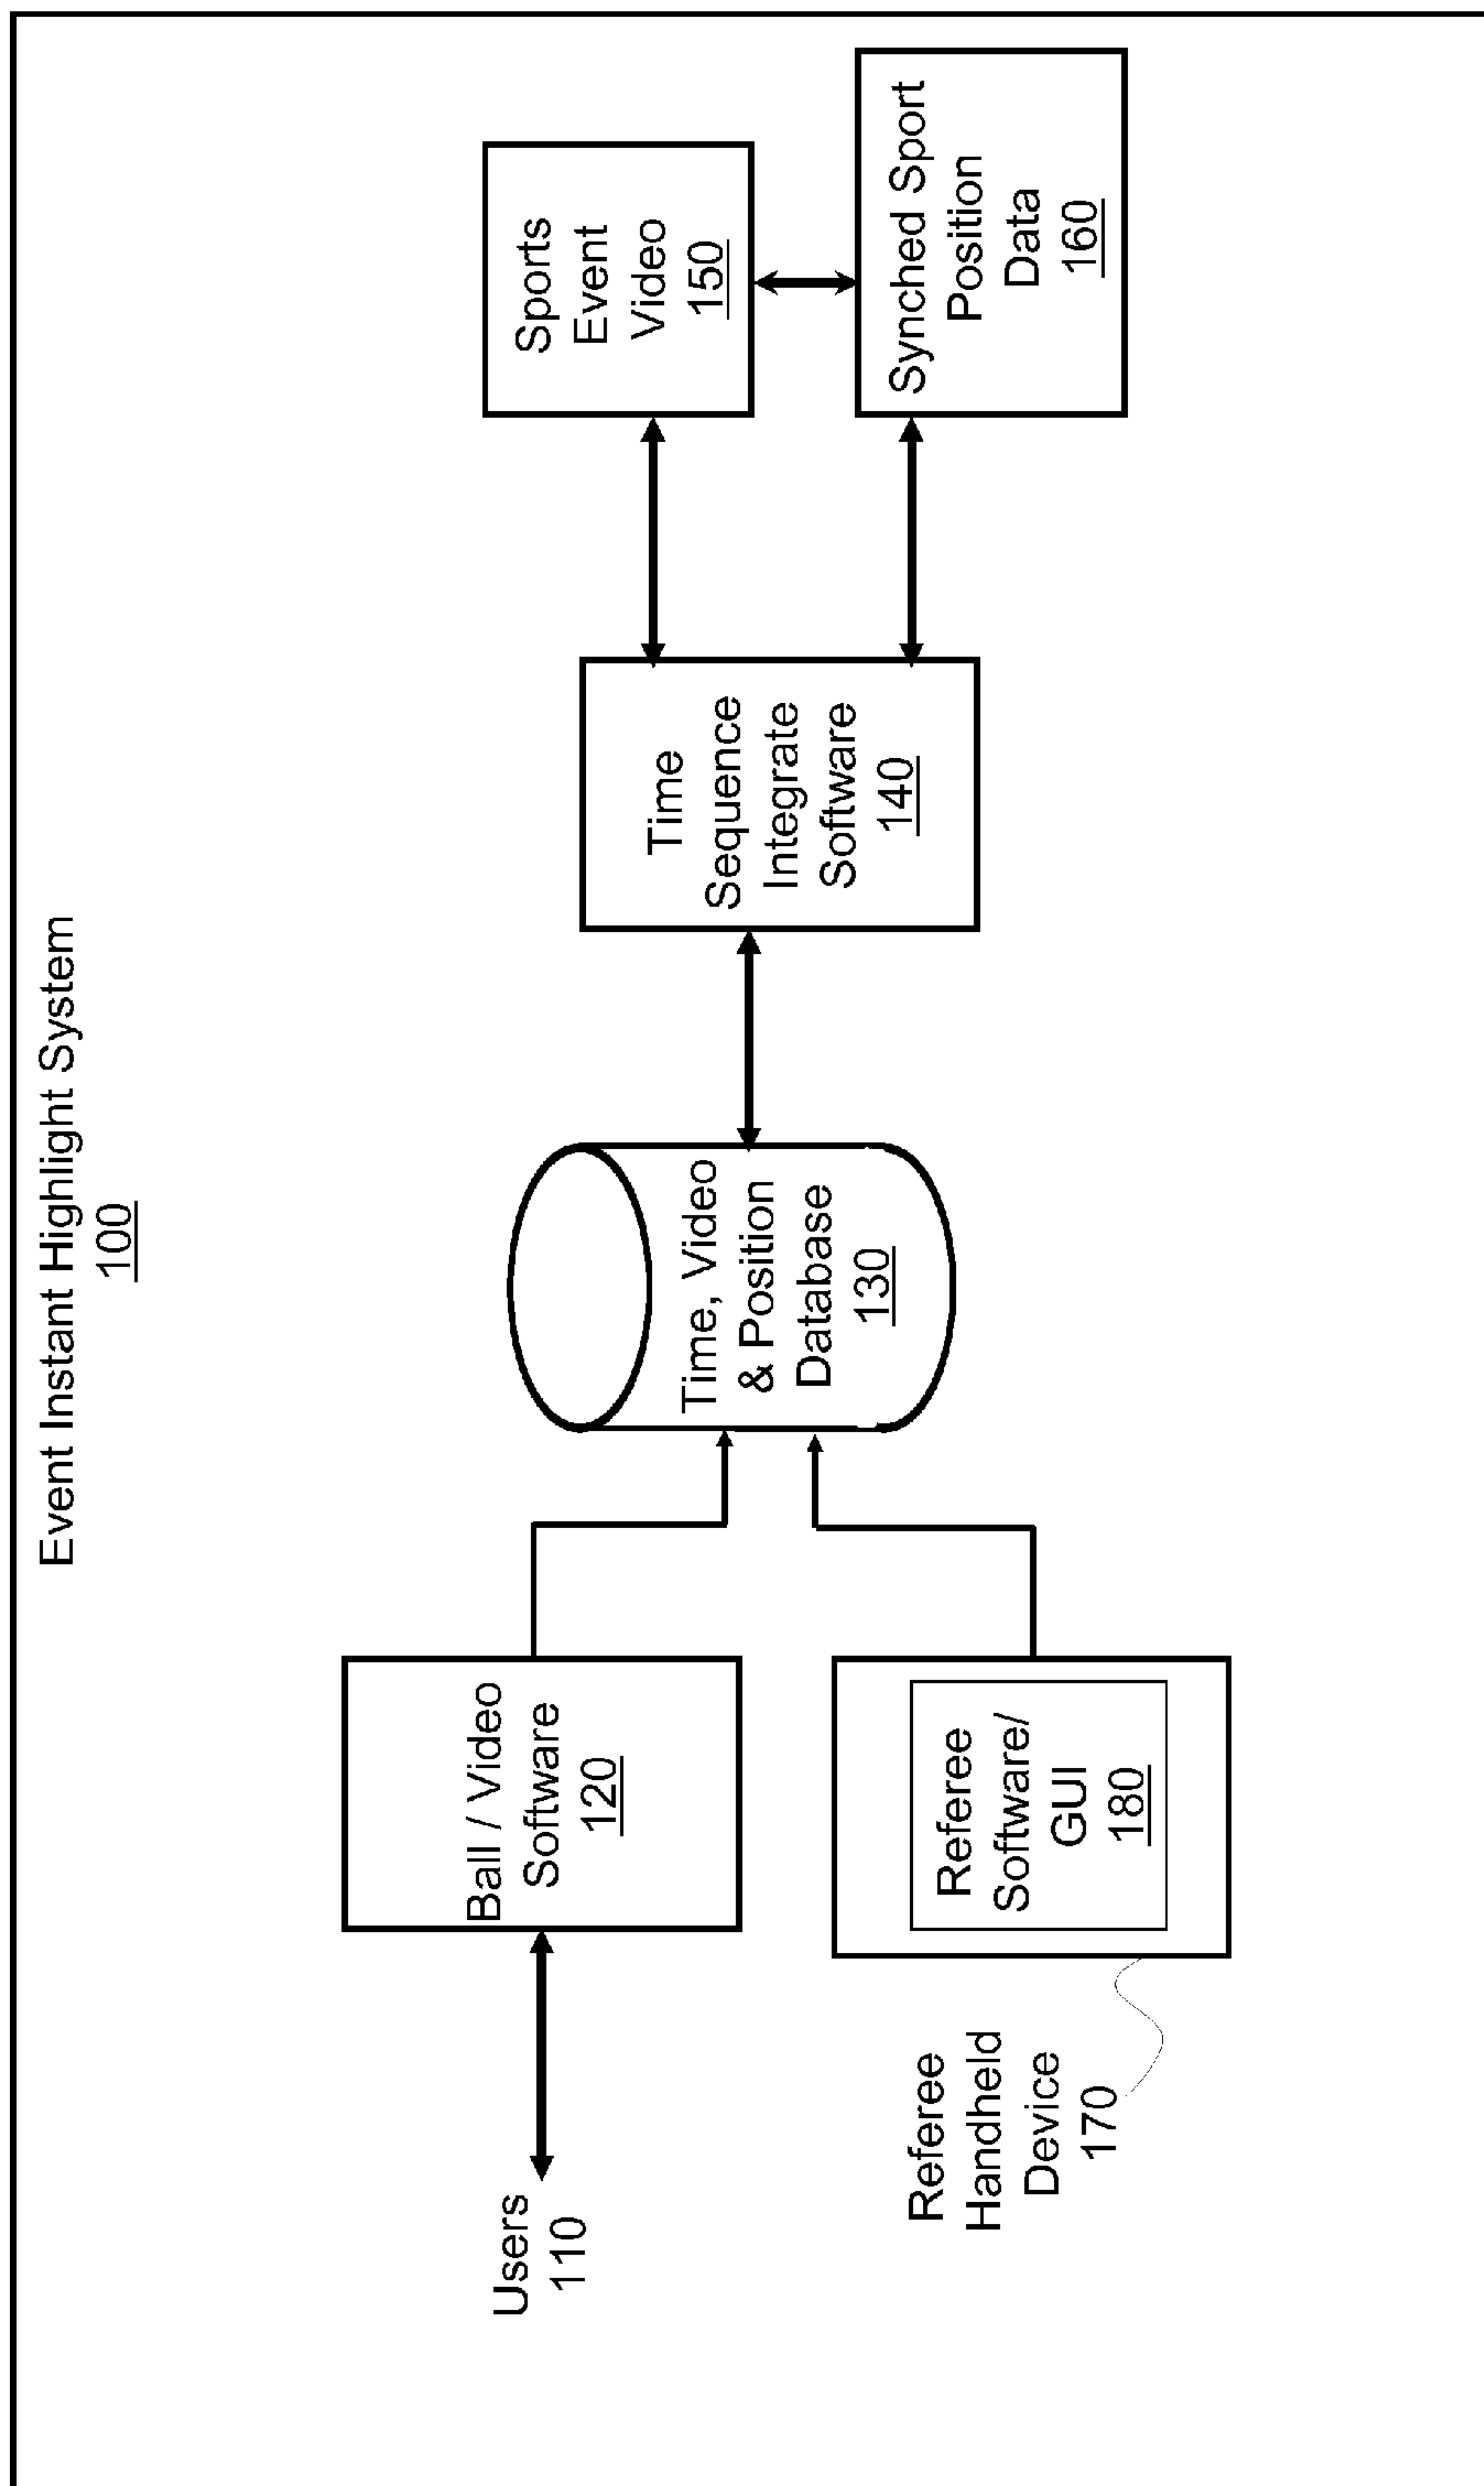 Event Instant Highlight System
100
Users
110
Ball / Video
Software
120
Referee
Handheld
Device
170
Referee
Software/
GUI
180
Time, Video
& Position
Database
130
Time
Sequence
Integrate
Software
140
Sports
Event
Video
150
Synched Sport
Position
Data
160